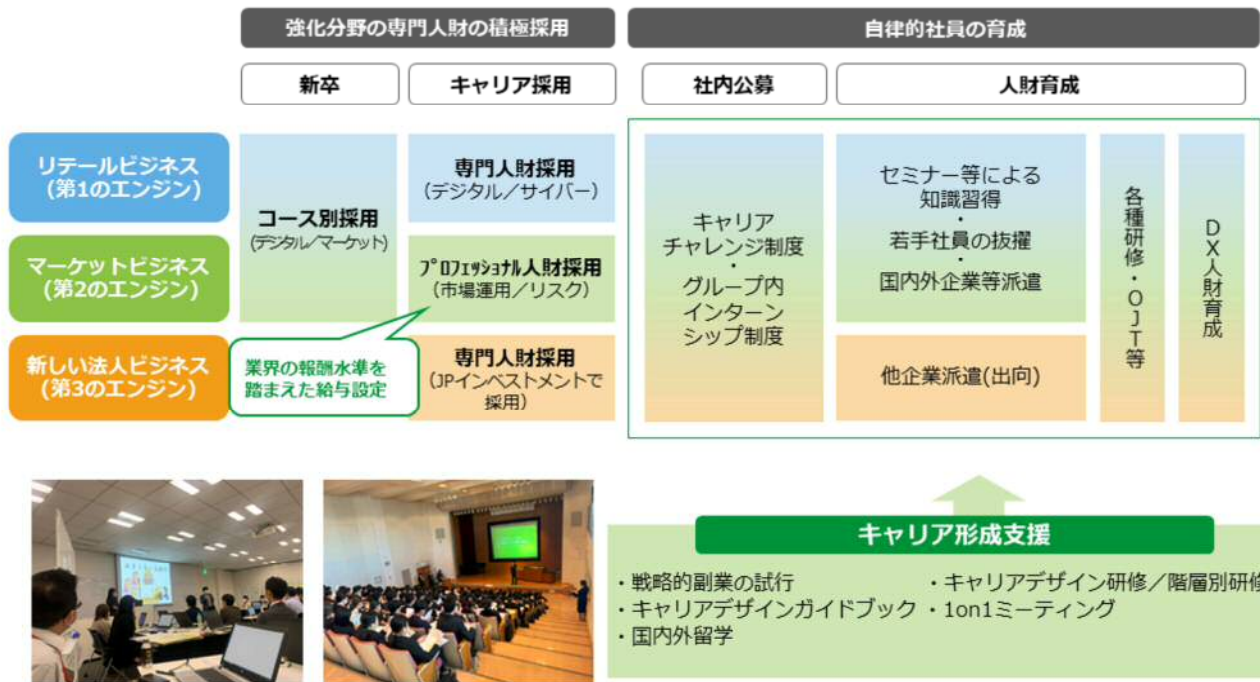 強化分野の専門人財の積極採用
自律的社員の育成
新卒
キャリア採用
社内公募
人財育成
リテールビジネス
(第1のエンジン)
マーケットビジネス
(第2のエンジン)
新しい法人ビジネス
(第3のエンジン)
コース別採用
(デジタル/マーケット)
専門人財採用
(デジタル/サイバー)
プロフェッショナル人財採用
(市場運用/リスク)
業界の報酬水準を
踏まえた給与設定
専門人財採用
(JPインベストメントで
採用)
キャリア
チャレンジ制度
・
グループ内
インターン
シップ制度
セミナー等による
知識習得
・
若手社員の抜擢
・
国内外企業等派遣
他企業派遣(出向)
各種研修・OJT等
DX人財育成
キャリア形成支援
・戦略的副業の試行
・キャリアデザインガイドブック
・国内外留学
・キャリアデザイン研修/階層別研修
・1on1ミーティング